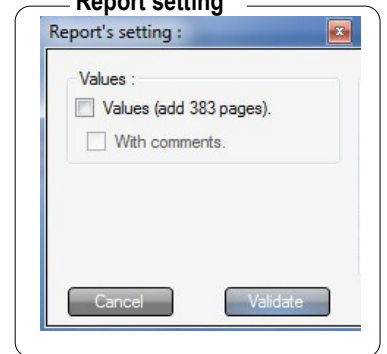 Report setting
Report's setting :
Values :
Values (add 383 pages).
With comments.
Cancel
Validate